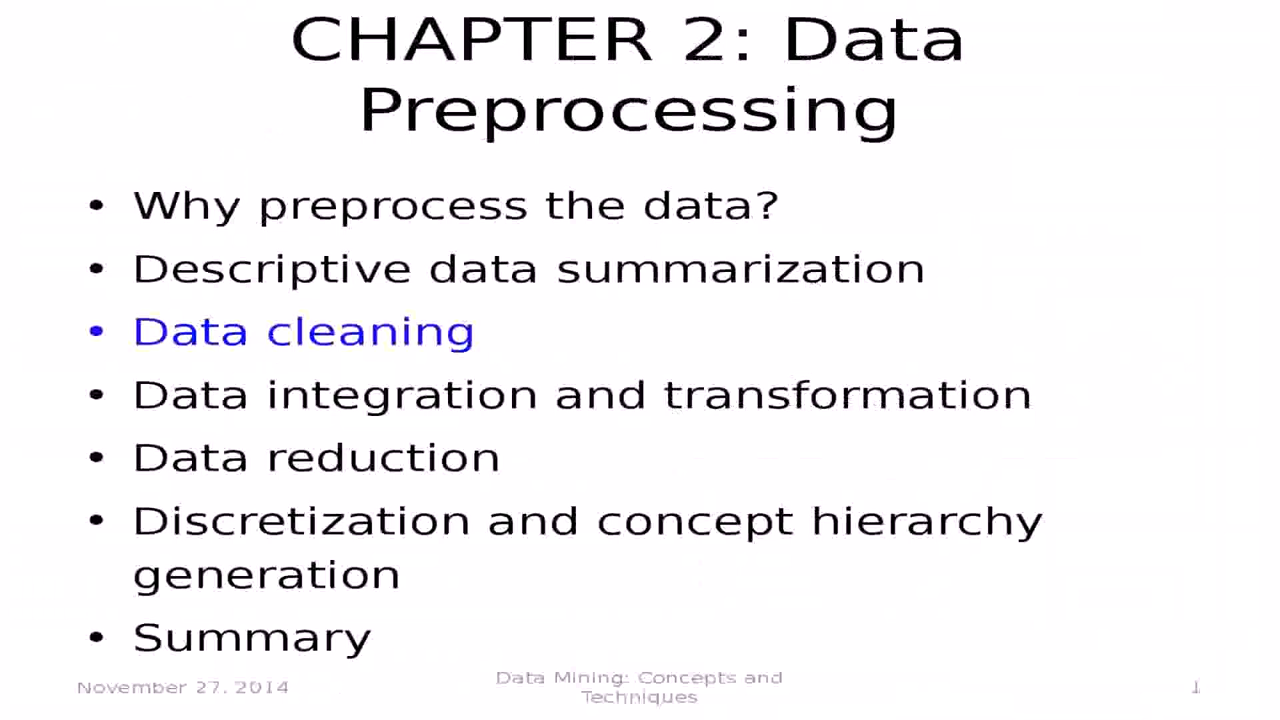 CHAPTER 2: Data
Preprocessing
• Why preprocess the data?
• Descriptive data summarization
• Data cleaning
• Data integration and transformation
• Data reduction
• Discretization and concept hierarchy
generation
• Summary
November 27, 2014
Data Mining: Concepts and
Techniques
1